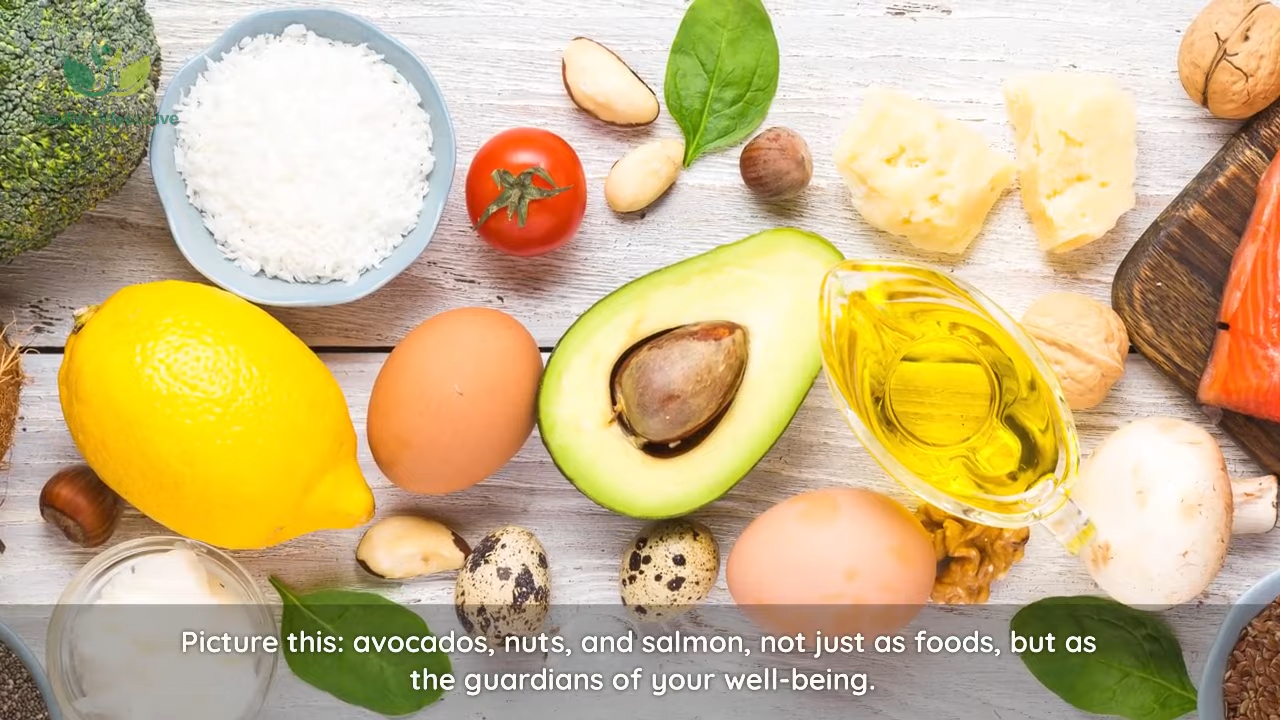 Picture this: avocados, nuts, and salmon, not just as foods, but as
the guardians of your well-being.